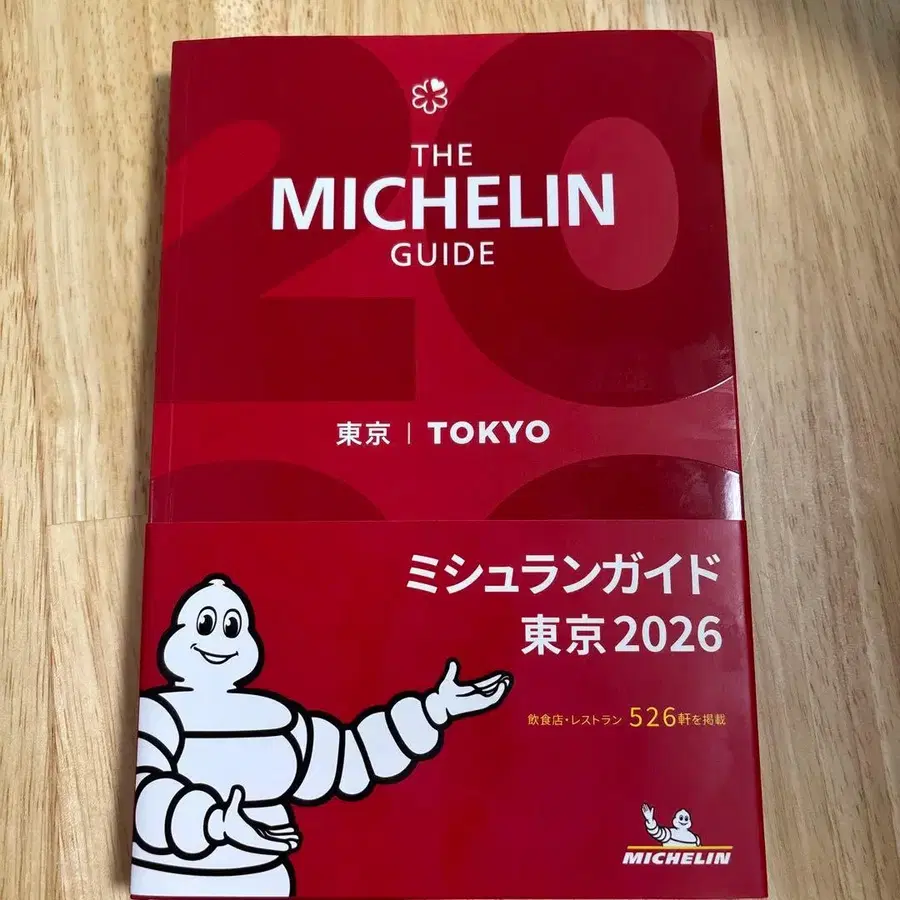 20
THE
MICHELIN
GUIDE
東京 | TOKYO
ミシュランガイド
東京2026
飲食店・レストラン 526軒を掲載
MICHELIN